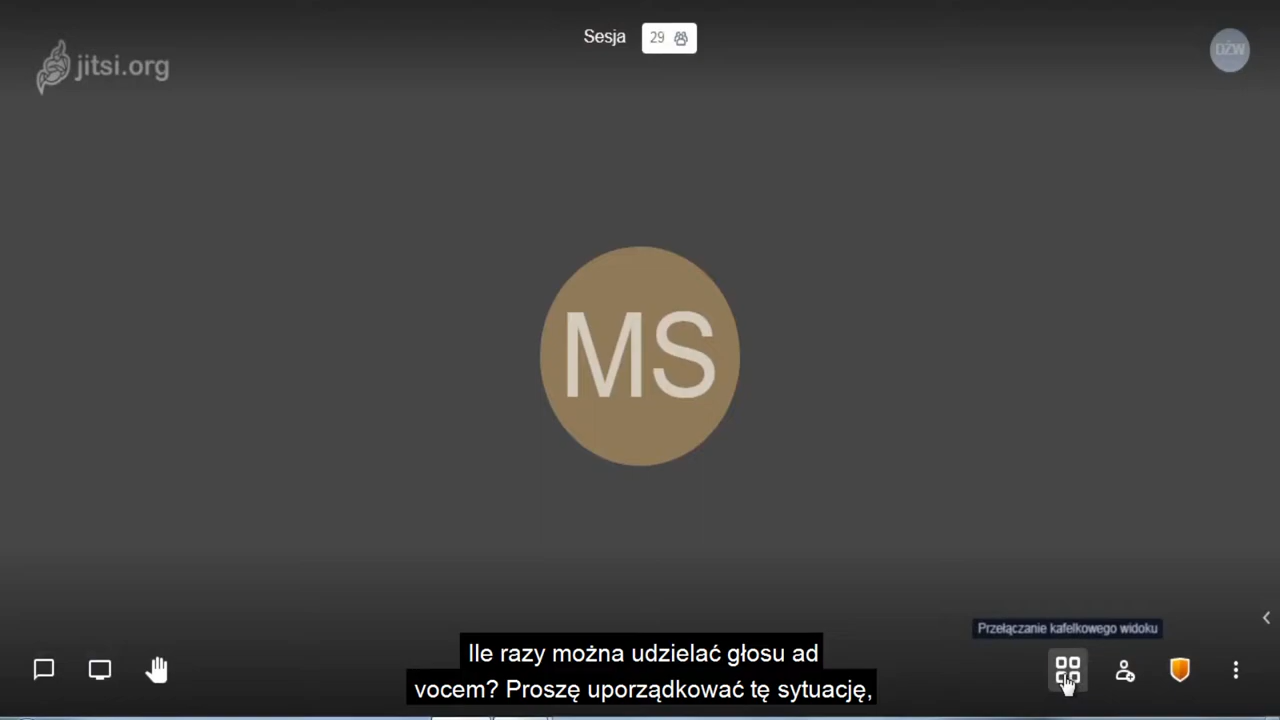 jitsi.org
Sesja 29
DŻW
MS
Przełączanie kafelkowego widoku
Ile razy można udzielać głosu ad
vocem? Proszę uporządkować tę sytuację,